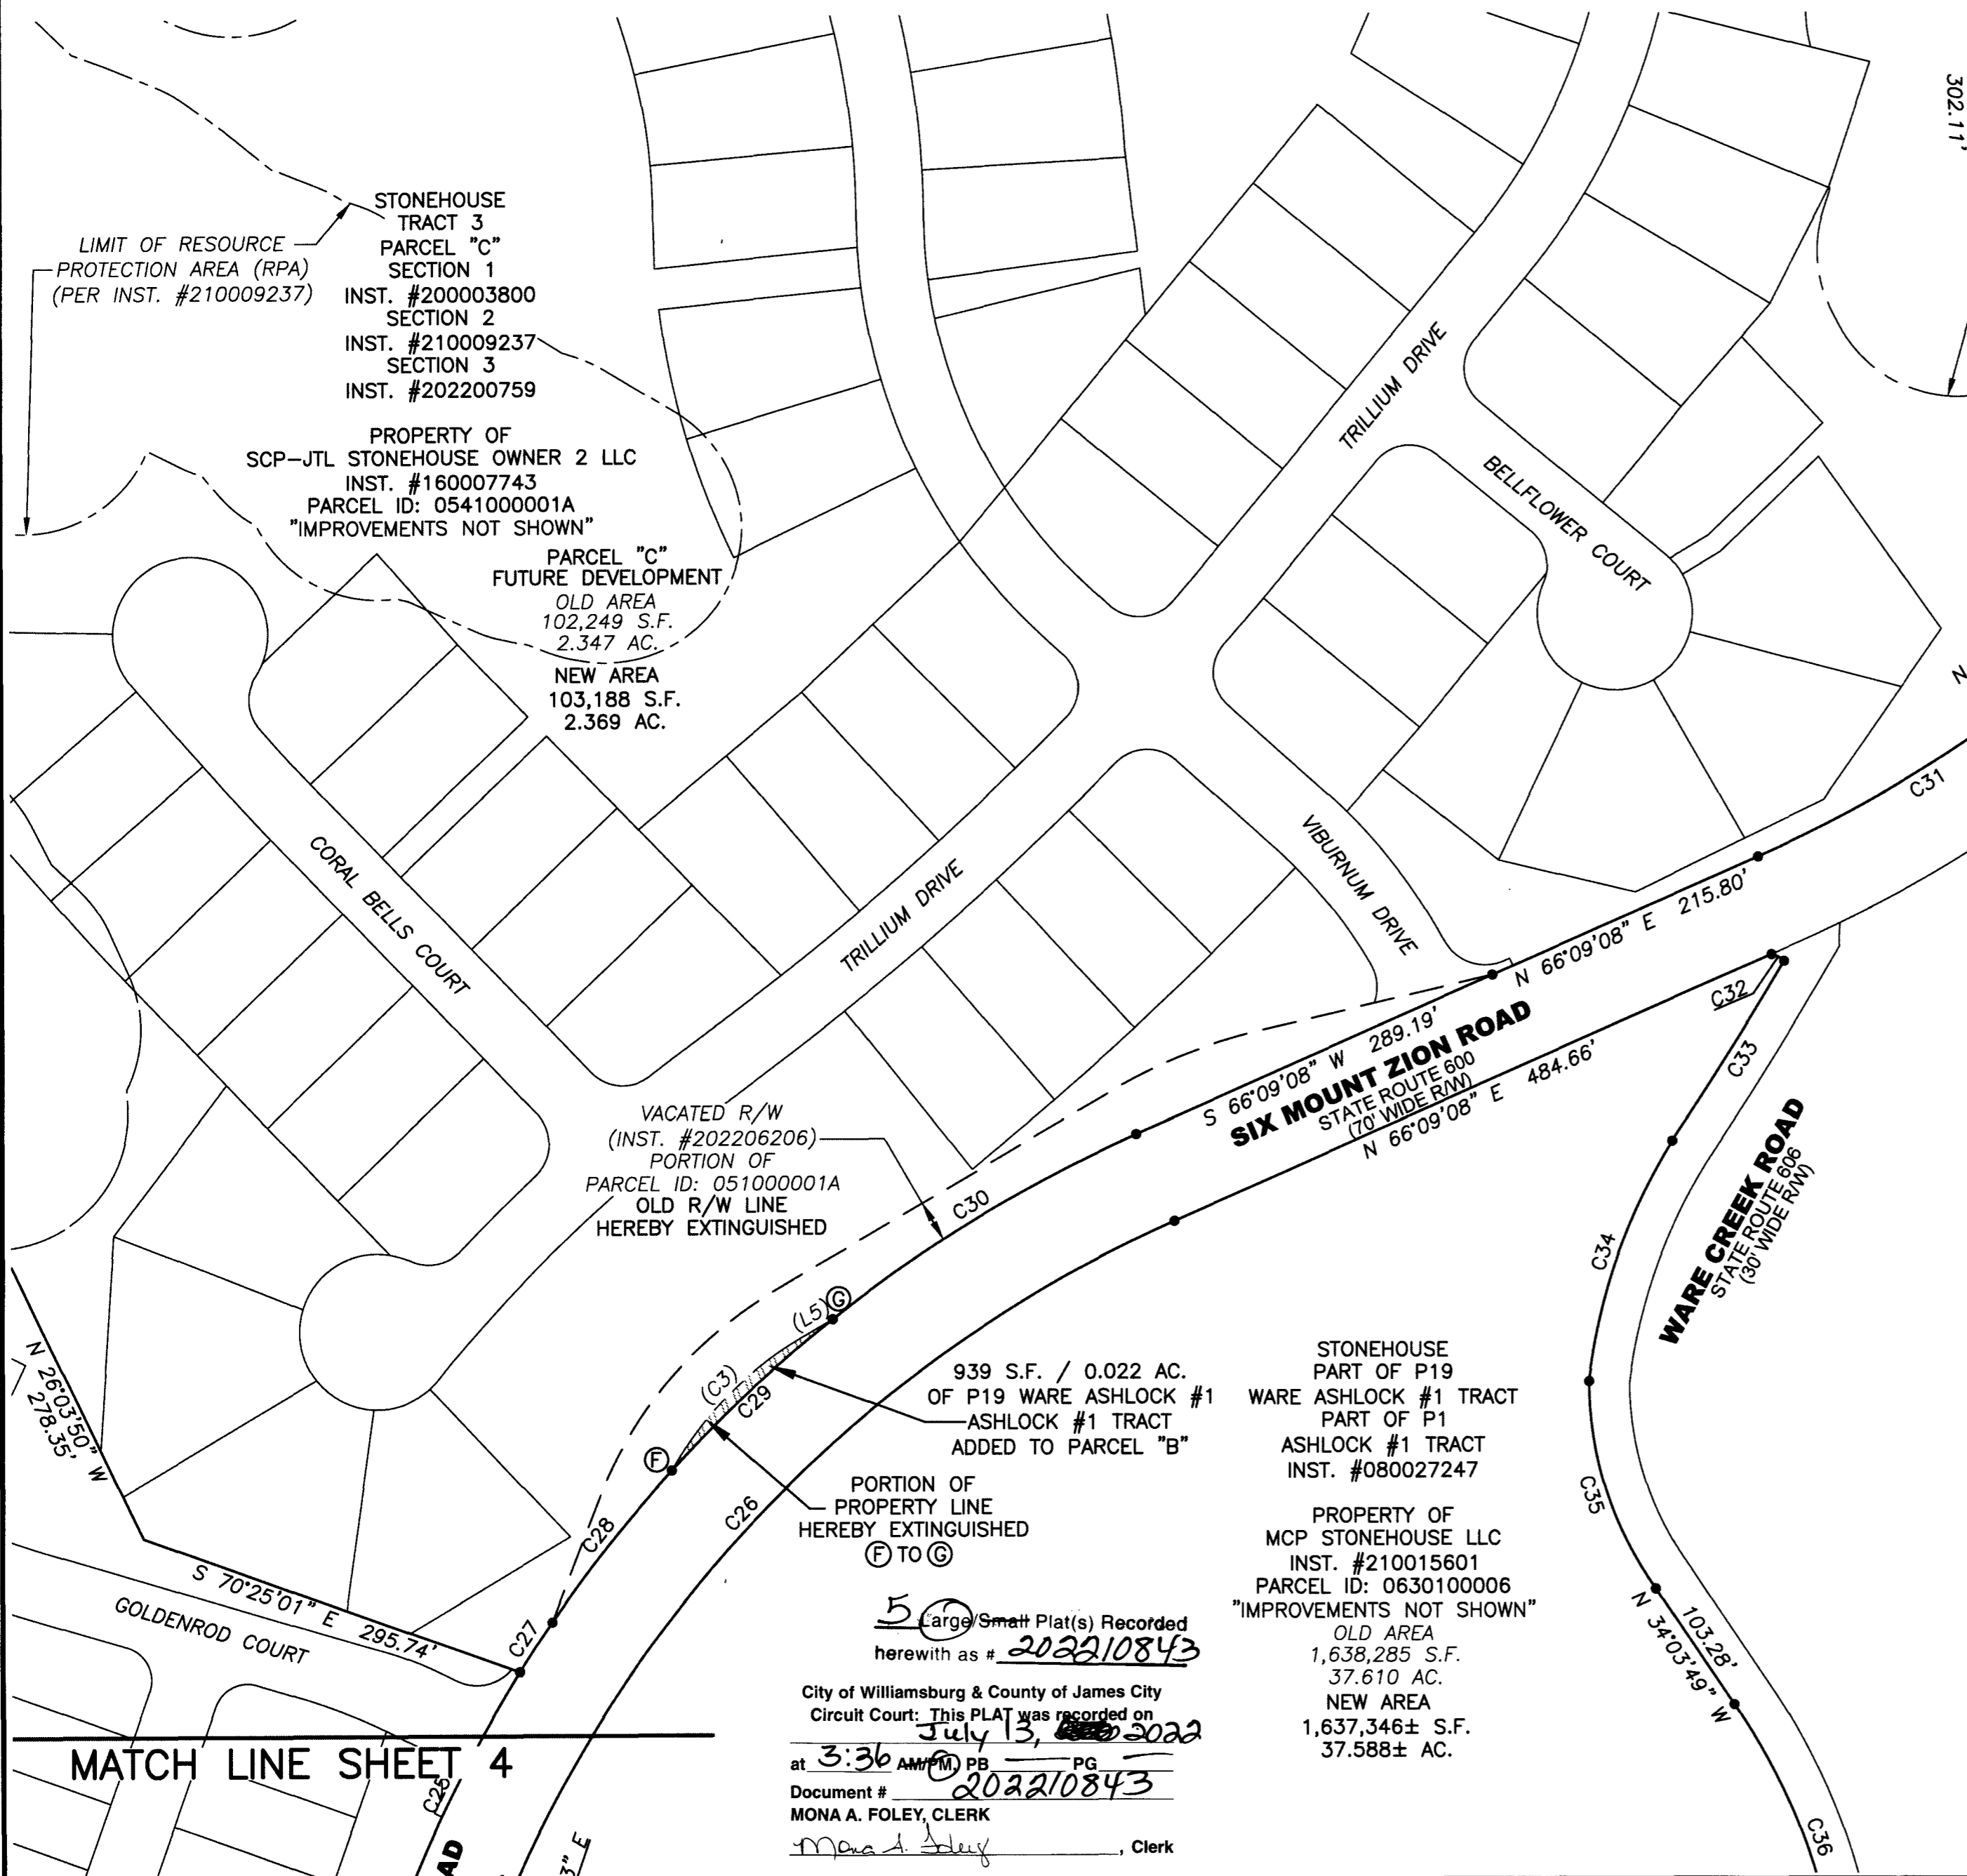 302.11'
STONEHOUSE
TRACT 3
PARCEL "C"
SECTION 1
INST. #200003800
SECTION 2
INST. #210009237
SECTION 3
INST. #202200759
LIMIT OF RESOURCE
PROTECTION AREA (RPA)
(PER INST. #210009237)
PROPERTY OF
SCP-JTL STONEHOUSE OWNER 2 LLC
INST. #160007743
PARCEL ID: 0541000001A
"IMPROVEMENTS NOT SHOWN"
PARCEL "C"
FUTURE DEVELOPMENT
OLD AREA
102,249 S.F.
2.347 AC.
NEW AREA
103,188 S.F.
2.369 AC.
TRILLIUM DRIVE
BELLFLOWER COURT
N
C31
CORAL BELLS COURT
TRILLIUM DRIVE
VIBURNUM DRIVE
N 66°09'08" E 215.80'
S 66°09'08" W 289.19'
SIX MOUNT ZION ROAD
STATE ROUTE 600
(70' WIDE R/W)
N 66°09'08" E 484.66'
C32
C33
WARE CREEK ROAD
STATE ROUTE 606
(30' WIDE R/W)
C34
VACATED R/W
(INST. #202206206)
PORTION OF
PARCEL ID: 051000001A
OLD R/W LINE
HEREBY EXTINGUISHED
C30
(L5) G
(C3)
C29
F
C28
C26
C27
939 S.F. / 0.022 AC.
OF P19 WARE ASHLOCK #1
ASHLOCK #1 TRACT
ADDED TO PARCEL "B"
PORTION OF
PROPERTY LINE
HEREBY EXTINGUISHED
F TO G
STONEHOUSE
PART OF P19
WARE ASHLOCK #1 TRACT
PART OF P1
ASHLOCK #1 TRACT
INST. #080027247
PROPERTY OF
MCP STONEHOUSE LLC
INST. #210015601
PARCEL ID: 0630100006
"IMPROVEMENTS NOT SHOWN"
OLD AREA
1,638,285 S.F.
37.610 AC.
NEW AREA
1,637,346± S.F.
37.588± AC.
C35
103.28'
N 34°03'49" W
C36
N 26°03'50" W
278.35'
S 70°25'01" E 295.74'
GOLDENROD COURT
MATCH LINE SHEET 4
C25
AD
3" E
5 Large/Small Plat(s) Recorded
herewith as # 202210843
City of Williamsburg & County of James City
Circuit Court: This PLAT was recorded on
July 13, 2022
at 3:36 AM/PM, PB PG
Document # 202210843
MONA A. FOLEY, CLERK
Mona A. Foley, Clerk